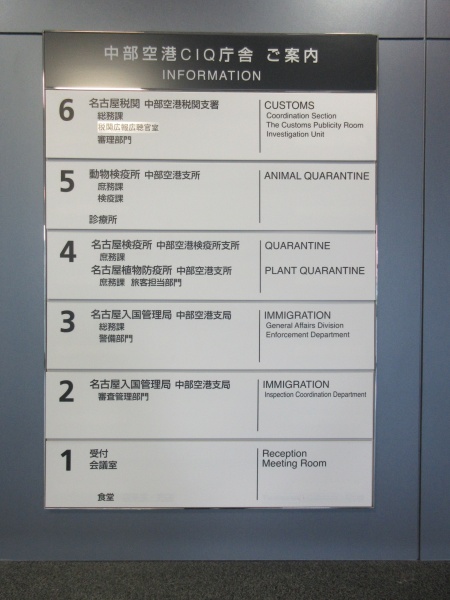 中部空港CIQ庁舎 ご案内
INFORMATION
6 名古屋税関 中部空港税関支署 CUSTOMS
総務課 Coordination Section
税関広報広聴官室 The Customs Publicity Room
審理部門 Investigation Unit
5 動物検疫所 中部空港支所 ANIMAL QUARANTINE
庶務課
検疫課
診療所
4 名古屋検疫所 中部空港検疫所支所 QUARANTINE
庶務課
名古屋植物防疫所 中部空港支所 PLANT QUARANTINE
庶務課 旅客担当部門
3 名古屋入国管理局 中部空港支局 IMMIGRATION
総務課 General Affairs Division
警備部門 Enforcement Department
2 名古屋入国管理局 中部空港支局 IMMIGRATION
審査管理部門 Inspection Coordination Department
1 受付 Reception
会議室 Meeting Room
食堂